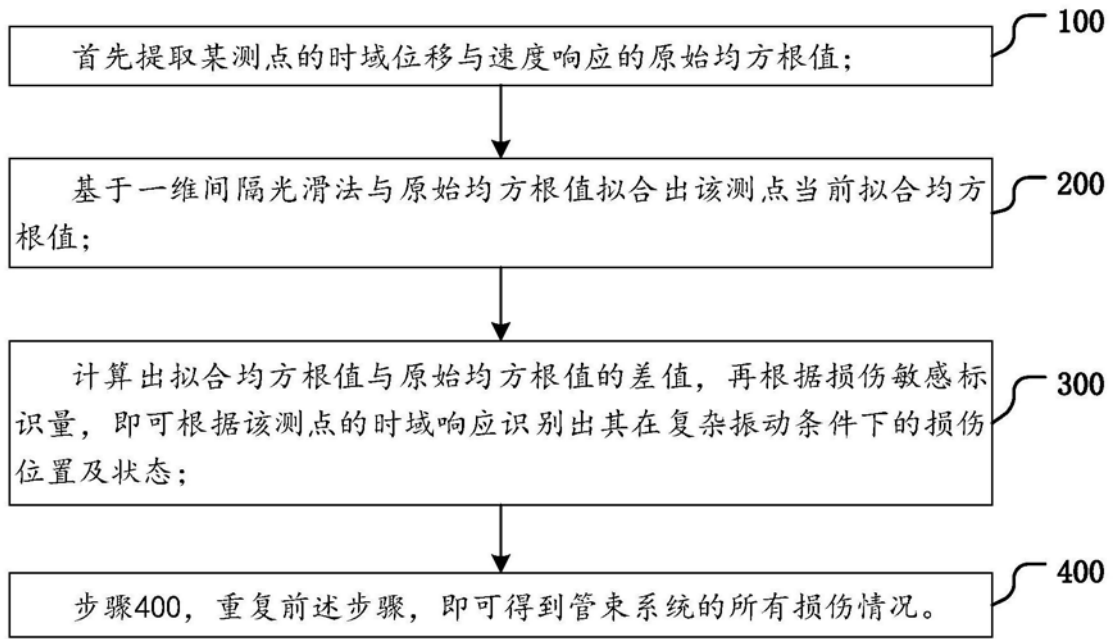 100
首先提取某测点的时域位移与速度响应的原始均方根值；
200
基于一维间隔光滑法与原始均方根值拟合出该测点当前拟合均方
根值；
300
计算出拟合均方根值与原始均方根值的差值，再根据损伤敏感标
识量，即可根据该测点的时域响应识别出其在复杂振动条件下的损伤
位置及状态；
400
步骤400，重复前述步骤，即可得到管束系统的所有损伤情况。